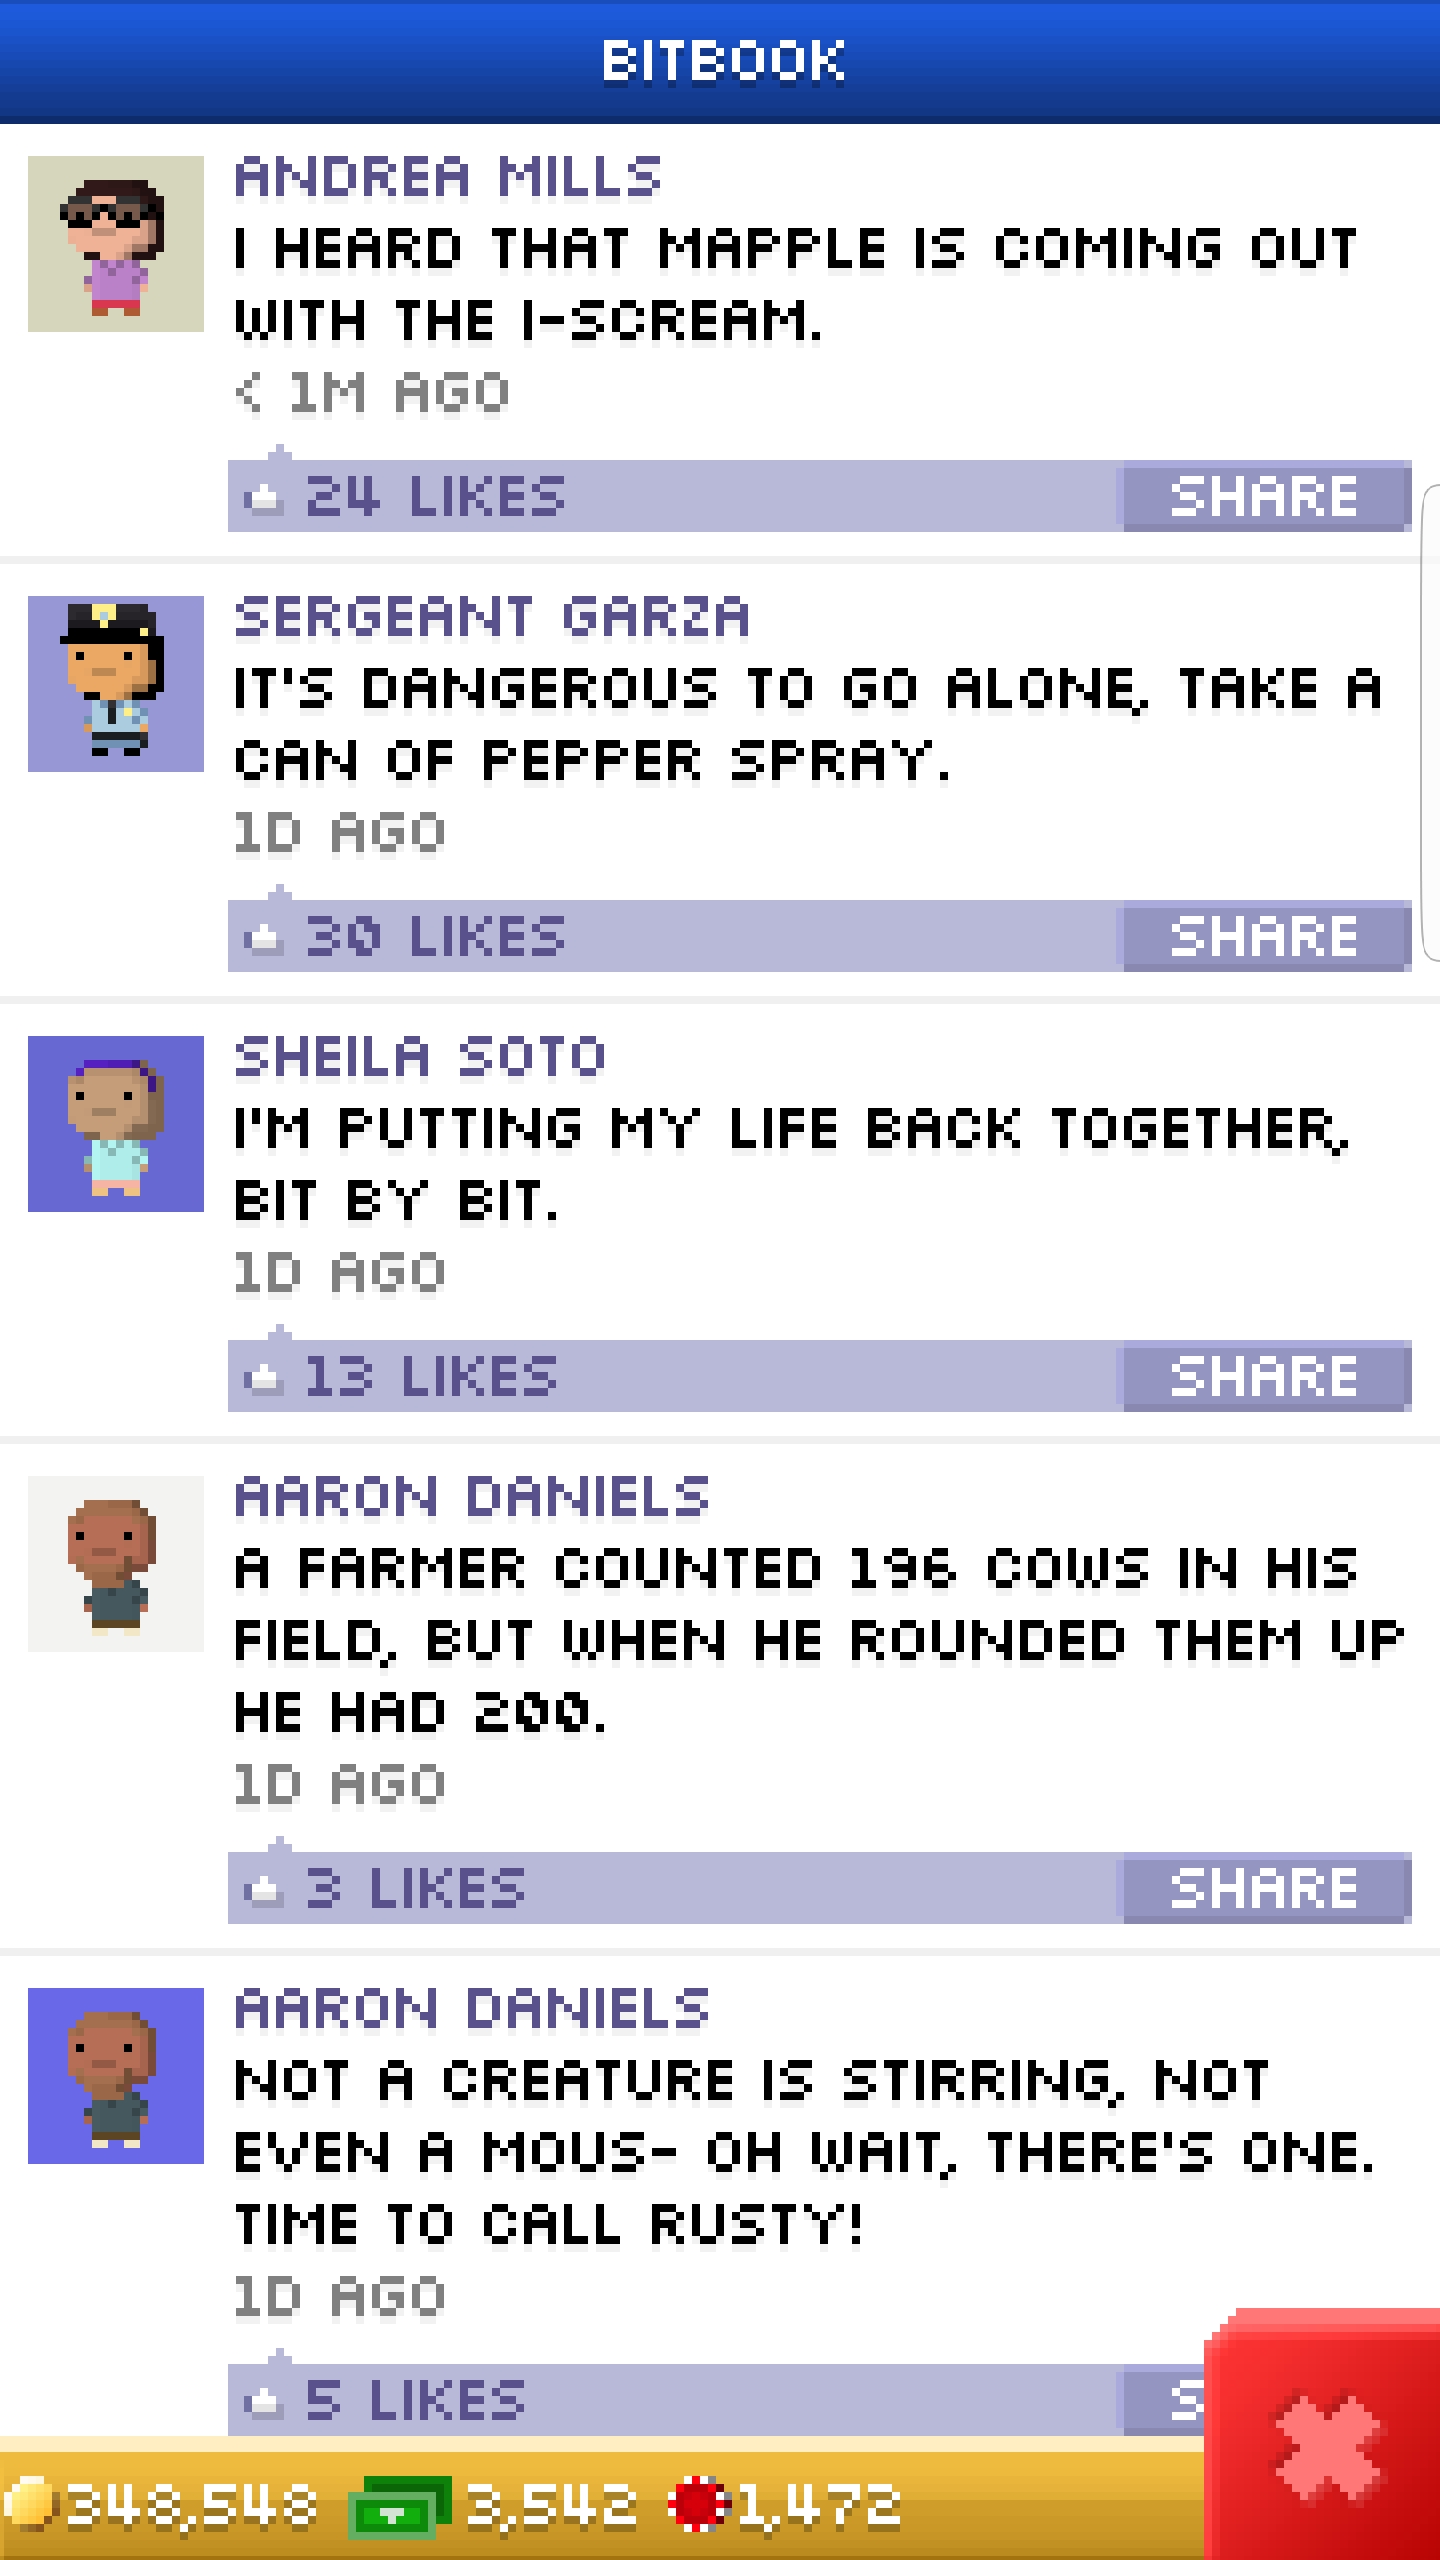 BITBOOK
ANDREA MILLS
I HEARD THAT MAPPLE IS COMING OUT
WITH THE I-SCREAM.
< 1M AGO
24 LIKES SHARE
SERGEANT GARZA
IT'S DANGEROUS TO GO ALONE, TAKE A
CAN OF PEPPER SPRAY.
1D AGO
30 LIKES SHARE
SHEILA SOTO
I'M PUTTING MY LIFE BACK TOGETHER,
BIT BY BIT.
1D AGO
13 LIKES SHARE
AARON DANIELS
A FARMER COUNTED 196 COWS IN HIS
FIELD, BUT WHEN HE ROUNDED THEM UP
HE HAD 200.
1D AGO
3 LIKES SHARE
AARON DANIELS
NOT A CREATURE IS STIRRING, NOT
EVEN A MOUS- OH WAIT, THERE'S ONE.
TIME TO CALL RUSTY!
1D AGO
5 LIKES S
348,548 3,542 1,472